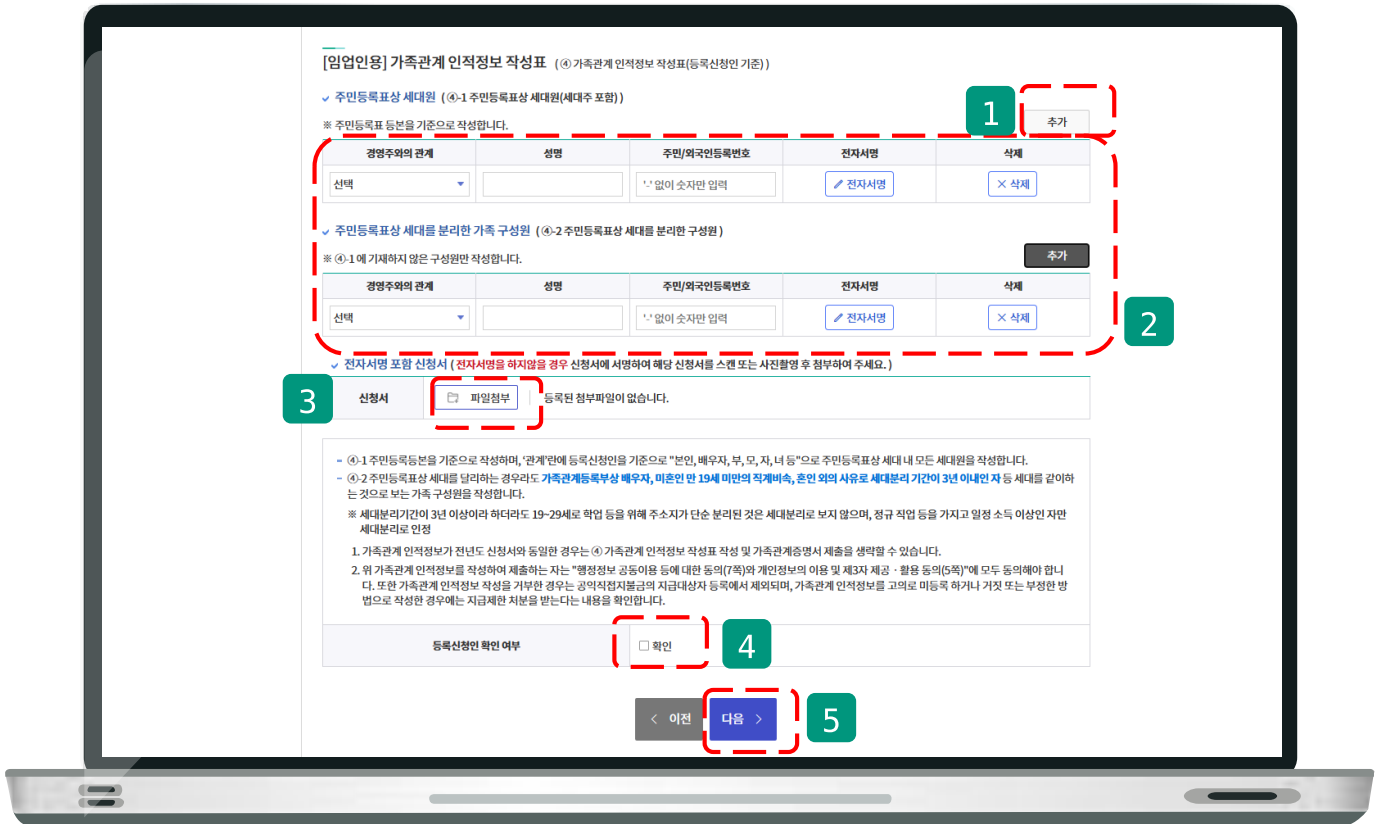 [임업인용] 가족관계 인적정보 작성표 ( ④ 가족관계 인적정보 작성표(등록신청인 기준) )
주민등록표상 세대원 ( ④-1 주민등록표상 세대원(세대주 포함) )
1
※ 주민등록표 등본을 기준으로 작성합니다.
추가
경영주와의 관계 성명 주민/외국인등록번호 전자서명 삭제
선택 '-' 없이 숫자만 입력 전자서명 삭제
주민등록표상 세대를 분리한 가족 구성원 ( ④-2 주민등록표상 세대를 분리한 구성원 )
※ ④-1 에 기재하지 않은 구성원만 작성합니다.
추가
경영주와의 관계 성명 주민/외국인등록번호 전자서명 삭제
선택 '-' 없이 숫자만 입력 전자서명 삭제
2
전자서명 포함 신청서 ( 전자서명을 하지않을 경우 신청서에 서명하여 해당 신청서를 스캔 또는 사진촬영 후 첨부하여 주세요. )
3
신청서 파일첨부 등록된 첨부파일이 없습니다.
- ④-1 주민등록등본을 기준으로 작성하며, '관계'란에 등록신청인을 기준으로 "본인, 배우자, 부, 모, 자, 녀 등"으로 주민등록표상 세대 내 모든 세대원을 작성합니다.
- ④-2 주민등록표상 세대를 달리하는 경우라도 가족관계등록부상 배우자, 미혼인 만 19세 미만의 직계비속, 혼인 외의 사유로 세대분리 기간이 3년 이내인 자 등 세대를 같이하
는 것으로 보는 가족 구성원을 작성합니다.
※ 세대분리기간이 3년 이상이라 하더라도 19~29세로 학업 등을 위해 주소지가 단순 분리된 것은 세대분리로 보지 않으며, 정규 직업 등을 가지고 일정 소득 이상인 자만
세대분리로 인정
1. 가족관계 인적정보가 전년도 신청서와 동일한 경우는 ④ 가족관계 인적정보 작성표 작성 및 가족관계증명서 제출을 생략할 수 있습니다.
2. 위 가족관계 인적정보를 작성하여 제출하는 자는 "행정정보 공동이용 등에 대한 동의(7쪽)와 개인정보의 이용 및 제3자 제공 · 활용 동의(5쪽)"에 모두 동의해야 합니
다. 또한 가족관계 인적정보 작성을 거부한 경우는 공익직접지불금의 지급대상자 등록에서 제외되며, 가족관계 인적정보를 고의로 미등록 하거나 거짓 또는 부정한 방
법으로 작성한 경우에는 지급제한 처분을 받는다는 내용을 확인합니다.
등록신청인 확인 여부 확인
4
< 이전 다음 >
5